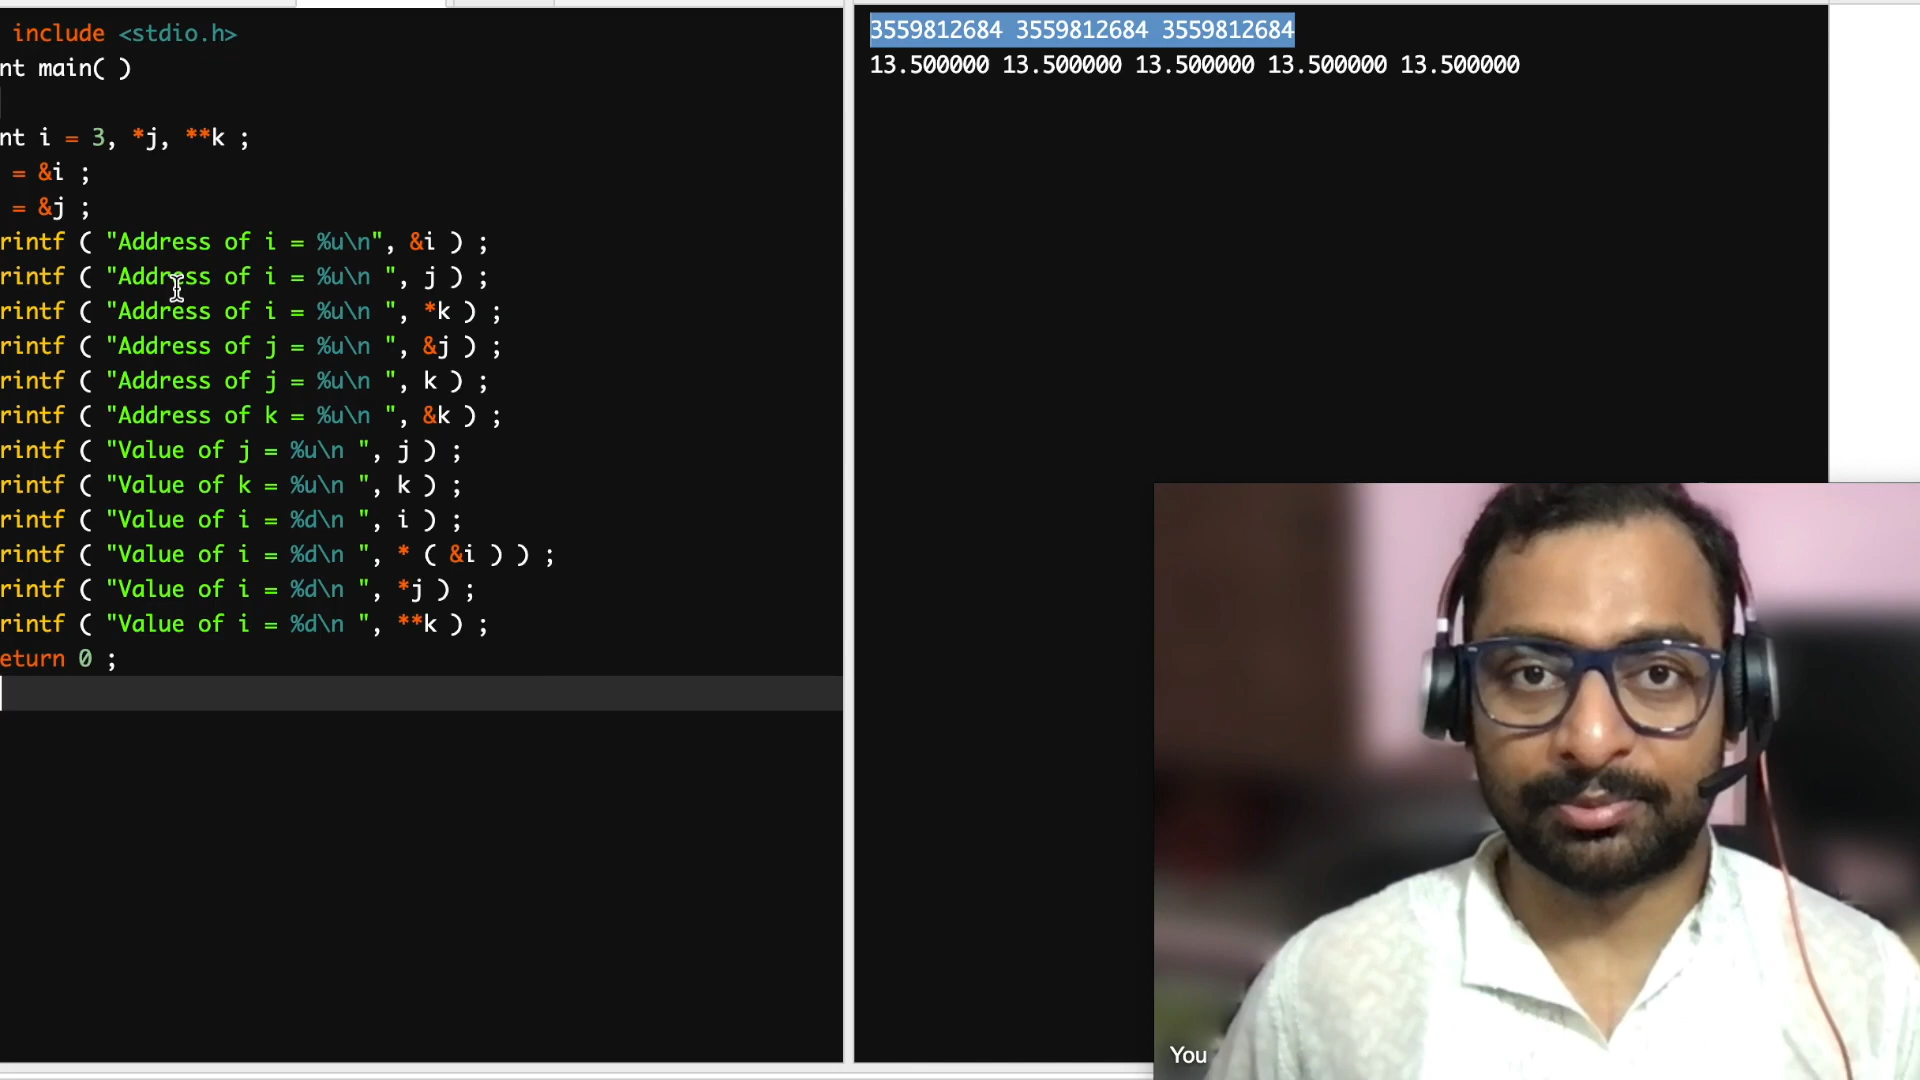 include <stdio.h>
nt main( )
nt i = 3, *j, **k ;
= &i ;
= &j ;
rintf ( "Address of i = %u\n", &i ) ;
rintf ( "Address of i = %u\n ", j ) ;
rintf ( "Address of i = %u\n ", *k ) ;
rintf ( "Address of j = %u\n ", &j ) ;
rintf ( "Address of j = %u\n ", k ) ;
rintf ( "Address of k = %u\n ", &k ) ;
rintf ( "Value of j = %u\n ", j ) ;
rintf ( "Value of k = %u\n ", k ) ;
rintf ( "Value of i = %d\n ", i ) ;
rintf ( "Value of i = %d\n ", * ( &i ) ) ;
rintf ( "Value of i = %d\n ", *j ) ;
rintf ( "Value of i = %d\n ", **k ) ;
eturn 0 ;
3559812684 3559812684 3559812684
13.500000 13.500000 13.500000 13.500000 13.500000
You